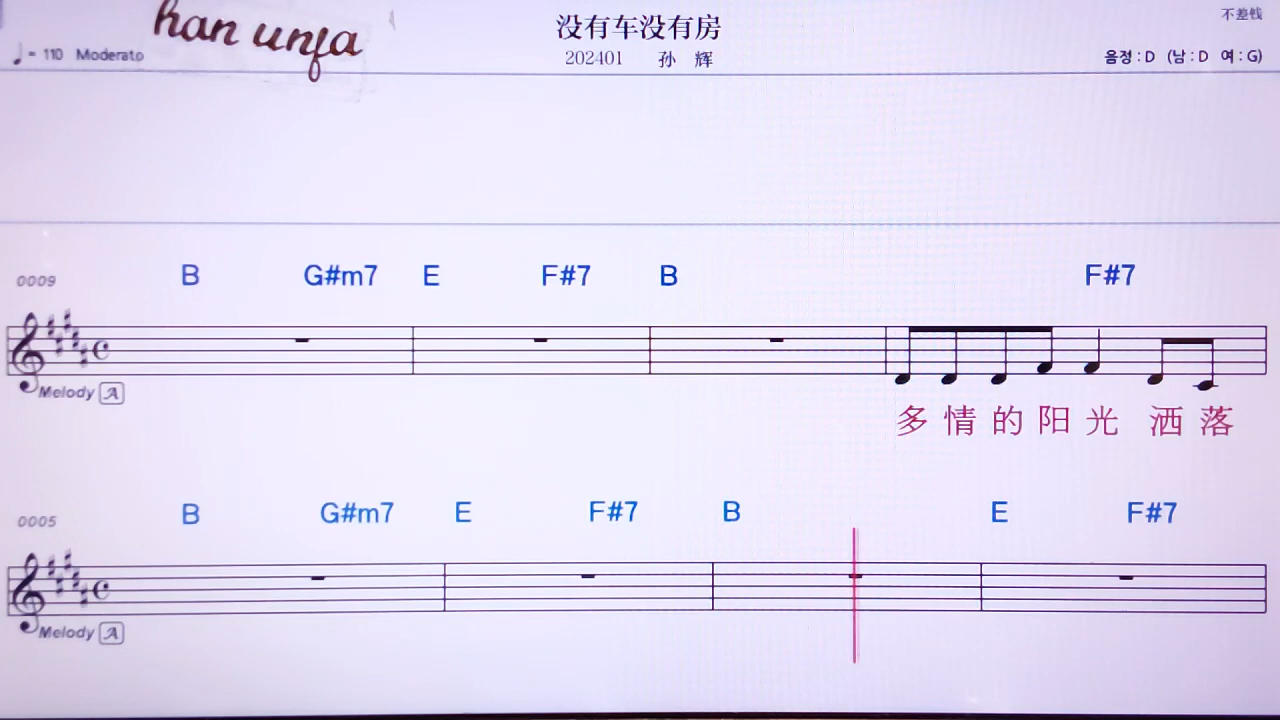 han unfa
没有车没有房
不差钱
♩= 110 Moderato
202401 孙 辉
음정 : D (남 : D 여 : G)
0009
B G#m7 E F#7 B F#7
Melody A
多 情 的 阳 光 洒 落
0005
B G#m7 E F#7 B E F#7
Melody A